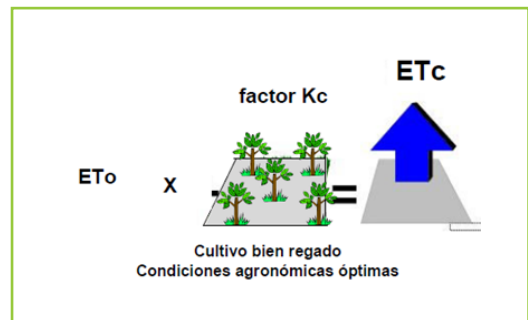 ETc
factor Kc
ETo X =
Cultivo bien regado
Condiciones agronómicas óptimas